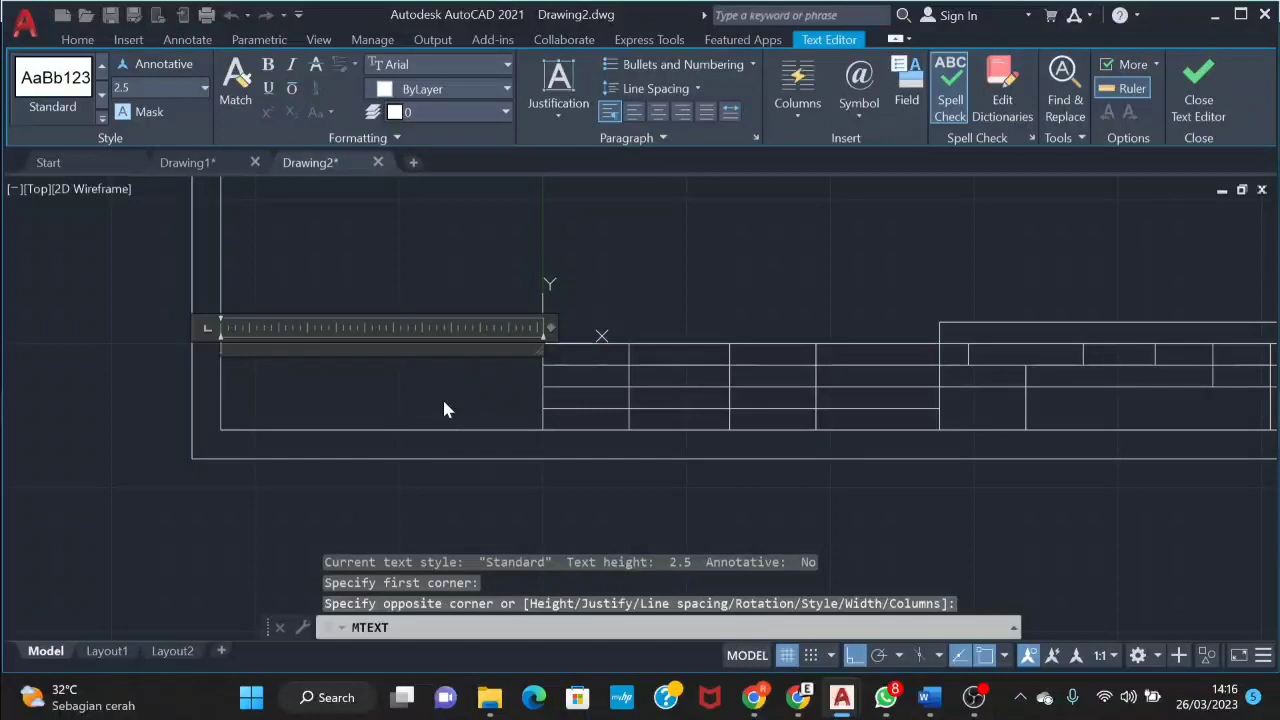 Autodesk AutoCAD 2021 Drawing2.dwg
Type a keyword or phrase
Sign In
Home Insert Annotate Parametric View Manage Output Add-ins Collaborate Express Tools Featured Apps Text Editor
AaBb123
Standard
Annotative
2.5
Mask
Style
Match
Arial
ByLayer
0
Formatting
Justification
Bullets and Numbering
Line Spacing
Paragraph
Columns
Symbol
Field
Insert
ABC
Spell
Check
Edit
Dictionaries
Spell Check
Find &
Replace
Tools
More
Ruler
Options
Close
Text Editor
Close
Start Drawing1* Drawing2*
[−][Top][2D Wireframe]
Y
X
Current text style: "Standard" Text height: 2.5 Annotative: No
Specify first corner:
Specify opposite corner or [Height/Justify/Line spacing/Rotation/Style/Width/Columns]:
MTEXT
Model Layout1 Layout2
MODEL
1:1
32°C
Sebagian cerah
Search
14:16
26/03/2023